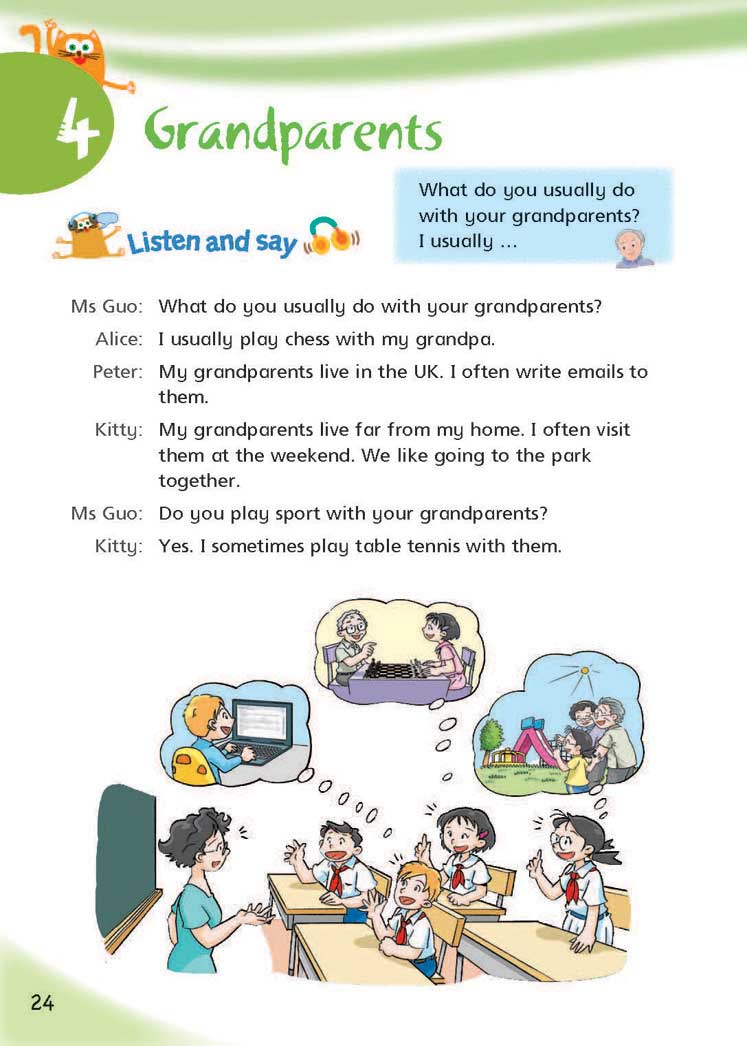 4
Grandparents
What do you usually do
with your grandparents?
I usually ...
Listen and say
Ms Guo: What do you usually do with your grandparents?
Alice: I usually play chess with my grandpa.
Peter: My grandparents live in the UK. I often write emails to
them.
Kitty: My grandparents live far from my home. I often visit
them at the weekend. We like going to the park
together.
Ms Guo: Do you play sport with your grandparents?
Kitty: Yes. I sometimes play table tennis with them.
24